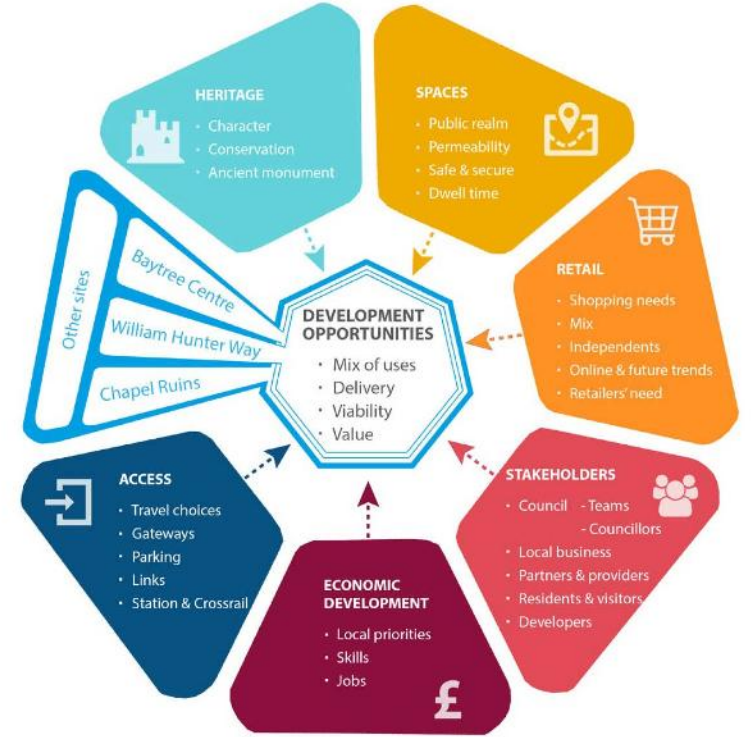 HERITAGE
· Character
· Conservation
· Ancient monument
SPACES
· Public realm
· Permeability
· Safe & secure
· Dwell time
RETAIL
· Shopping needs
· Mix
· Independents
· Online & future trends
· Retailers' need
Other sites
Baytree Centre
William Hunter Way
Chapel Ruins
DEVELOPMENT
OPPORTUNITIES
· Mix of uses
· Delivery
· Viability
· Value
ACCESS
· Travel choices
· Gateways
· Parking
· Links
· Station & Crossrail
ECONOMIC
DEVELOPMENT
· Local priorities
· Skills
· Jobs
£
STAKEHOLDERS
· Council - Teams
- Councillors
· Local business
· Partners & providers
· Residents & visitors
· Developers